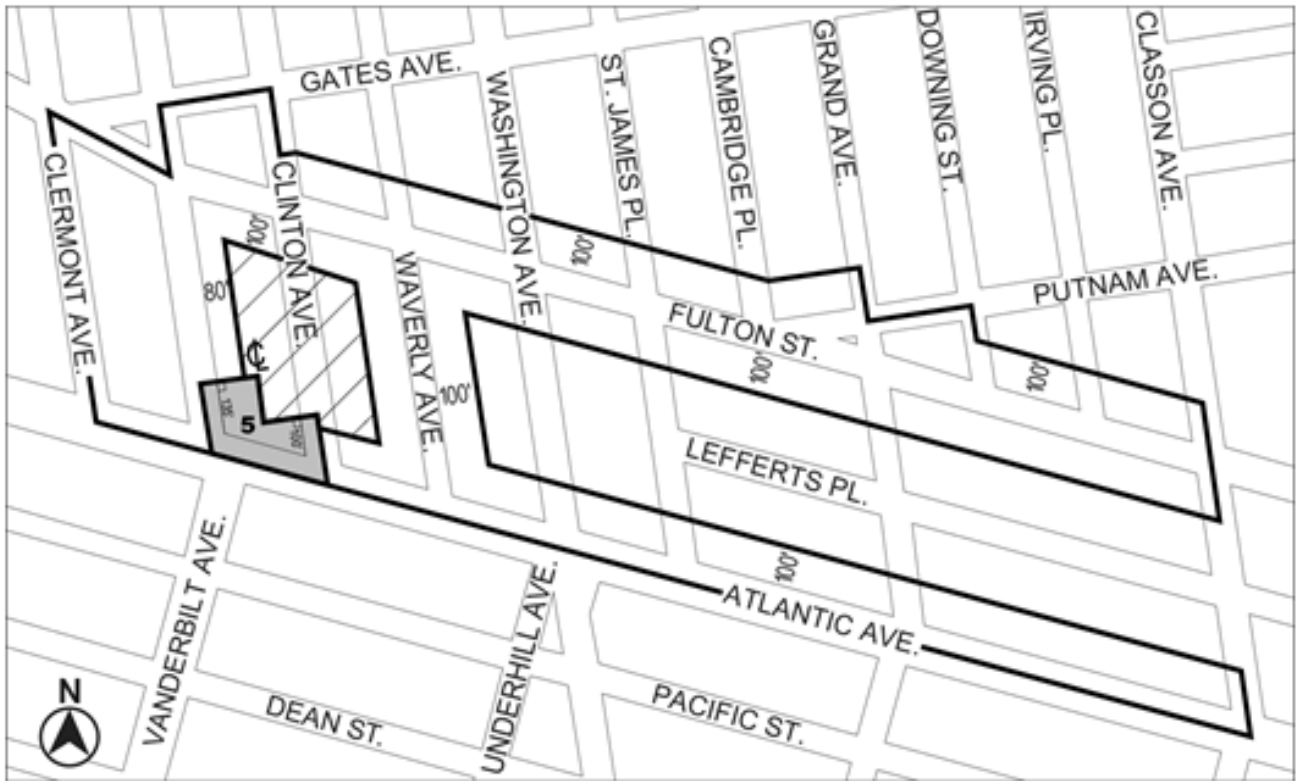 GATES AVE.
CLERMONT AVE.
CLINTON AVE.
WAVERLY AVE.
WASHINGTON AVE.
ST. JAMES PL.
CAMBRIDGE PL.
GRAND AVE.
DOWNING ST.
IRVING PL.
CLASSON AVE.
PUTNAM AVE.
100'
100'
80'
FULTON ST.
100'
100'
100'
5
LEFFERTS PL.
100'
ATLANTIC AVE.
VANDERBILT AVE.
UNDERHILL AVE.
DEAN ST.
PACIFIC ST.
N